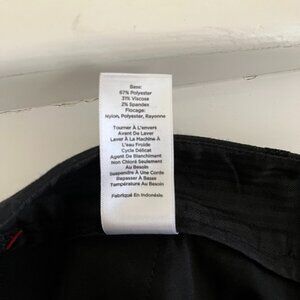 Base:
67% Polyester
31% Viscose
2% Spandex
Flocage:
Nylon, Polyester, Rayonne
Tourner À L'envers
Avant De Laver
Laver À La Machine À
L'eau Froide
Cycle Délicat
Agent De Blanchiment
Non Chloré Seulement
Au Besoin
Suspendre À Une Corde
Repasser À Basse
Température Au Besoin
Fabriqué En Indonésie